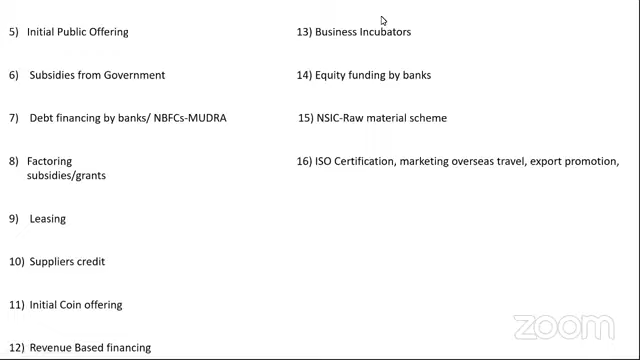 5) Initial Public Offering
6) Subsidies from Government
7) Debt financing by banks/ NBFCs-MUDRA
8) Factoring
subsidies/grants
9) Leasing
10) Suppliers credit
11) Initial Coin offering
12) Revenue Based financing
13) Business Incubators
14) Equity funding by banks
15) NSIC-Raw material scheme
16) ISO Certification, marketing overseas travel, export promotion,
zoom